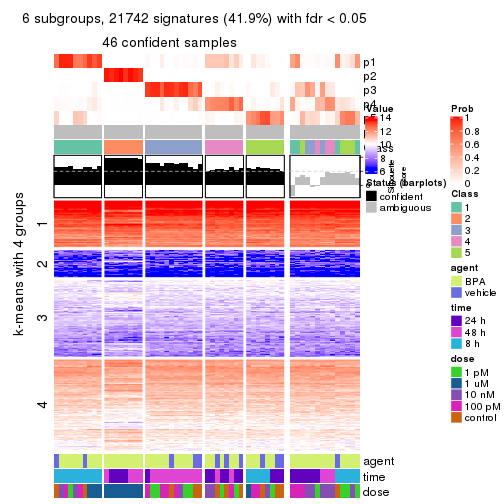 6 subgroups, 21742 signatures (41.9%) with fdr < 0.05
46 confident samples
p1
p2
p3
p4
Value
14
12
10
8
6
Prob
1
0.8
0.6
0.4
0.2
0
Silhouette
score
Status (barplots)
confident
ambiguous
Class
1
2
3
4
5
agent
BPA
vehicle
time
24 h
48 h
8 h
dose
1 pM
1 uM
10 nM
100 pM
control
k-means with 4 groups
1
2
3
4
agent
time
dose